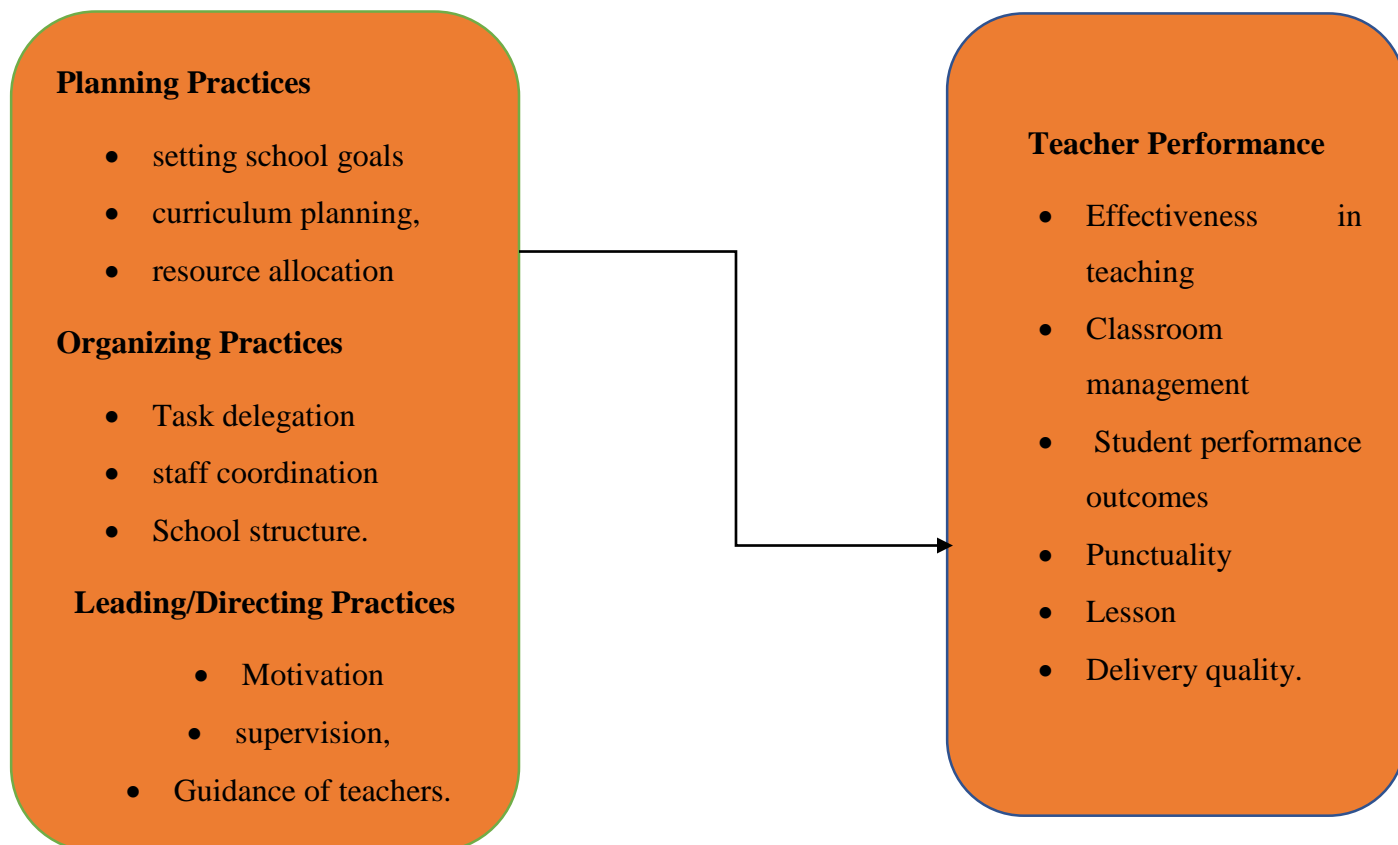 Planning Practices
• setting school goals
• curriculum planning,
• resource allocation
Organizing Practices
• Task delegation
• staff coordination
• School structure.
Leading/Directing Practices
• Motivation
• supervision,
• Guidance of teachers.
Teacher Performance
• Effectiveness in
teaching
• Classroom
management
• Student performance
outcomes
• Punctuality
• Lesson
• Delivery quality.